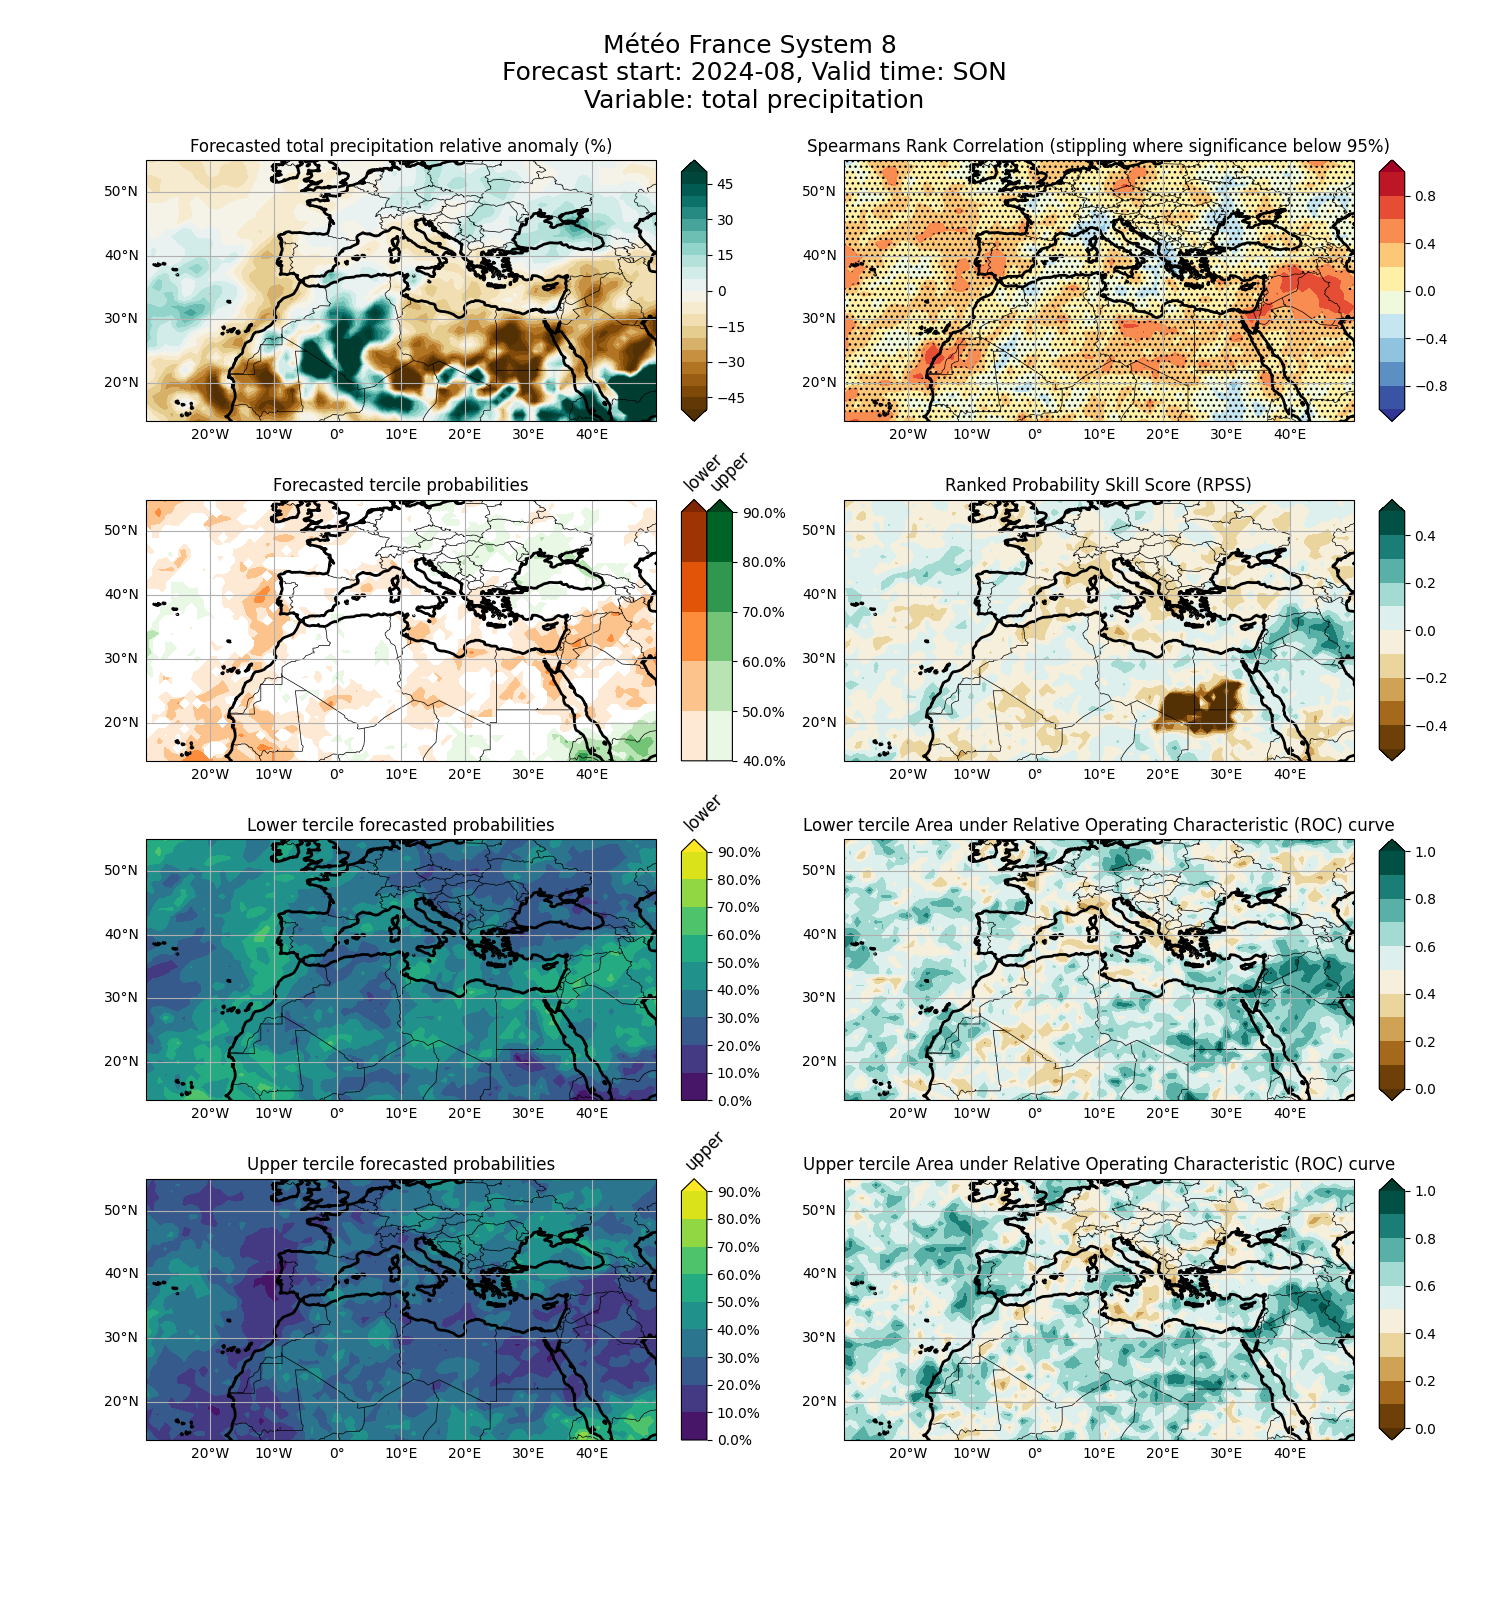 Météo France System 8
Forecast start: 2024-08, Valid time: SON
Variable: total precipitation
Forecasted total precipitation relative anomaly (%)
50°N
40°N
30°N
20°N
20°W 10°W 0° 10°E 20°E 30°E 40°E
45
30
15
0
−15
−30
−45
Spearmans Rank Correlation (stippling where significance below 95%)
50°N
40°N
30°N
20°N
20°W 10°W 0° 10°E 20°E 30°E 40°E
0.8
0.4
0.0
−0.4
−0.8
Forecasted tercile probabilities
50°N
40°N
30°N
20°N
20°W 10°W 0° 10°E 20°E 30°E 40°E
lower
upper
90.0%
80.0%
70.0%
60.0%
50.0%
40.0%
Ranked Probability Skill Score (RPSS)
50°N
40°N
30°N
20°N
20°W 10°W 0° 10°E 20°E 30°E 40°E
0.4
0.2
0.0
−0.2
−0.4
Lower tercile forecasted probabilities
50°N
40°N
30°N
20°N
20°W 10°W 0° 10°E 20°E 30°E 40°E
lower
90.0%
80.0%
70.0%
60.0%
50.0%
40.0%
30.0%
20.0%
10.0%
0.0%
Lower tercile Area under Relative Operating Characteristic (ROC) curve
50°N
40°N
30°N
20°N
20°W 10°W 0° 10°E 20°E 30°E 40°E
1.0
0.8
0.6
0.4
0.2
0.0
Upper tercile forecasted probabilities
50°N
40°N
30°N
20°N
20°W 10°W 0° 10°E 20°E 30°E 40°E
upper
90.0%
80.0%
70.0%
60.0%
50.0%
40.0%
30.0%
20.0%
10.0%
0.0%
Upper tercile Area under Relative Operating Characteristic (ROC) curve
50°N
40°N
30°N
20°N
20°W 10°W 0° 10°E 20°E 30°E 40°E
1.0
0.8
0.6
0.4
0.2
0.0